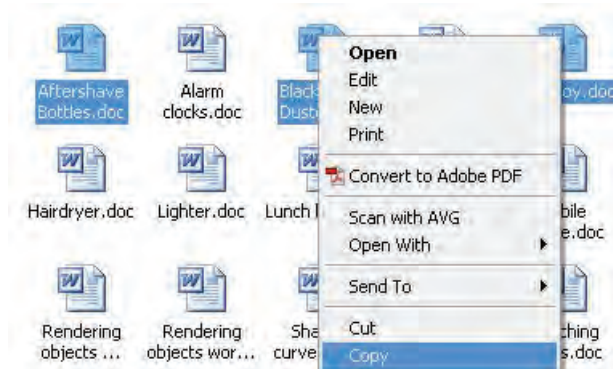 Aftershave
Bottles.doc
Alarm
clocks.doc
Open
Edit
New
Print
Convert to Adobe PDF
Scan with AVG
Open With
Send To
Cut
Copy
Hairdryer.doc
Lighter.doc
Lunch
Rendering
objects ...
Rendering
objects wor...